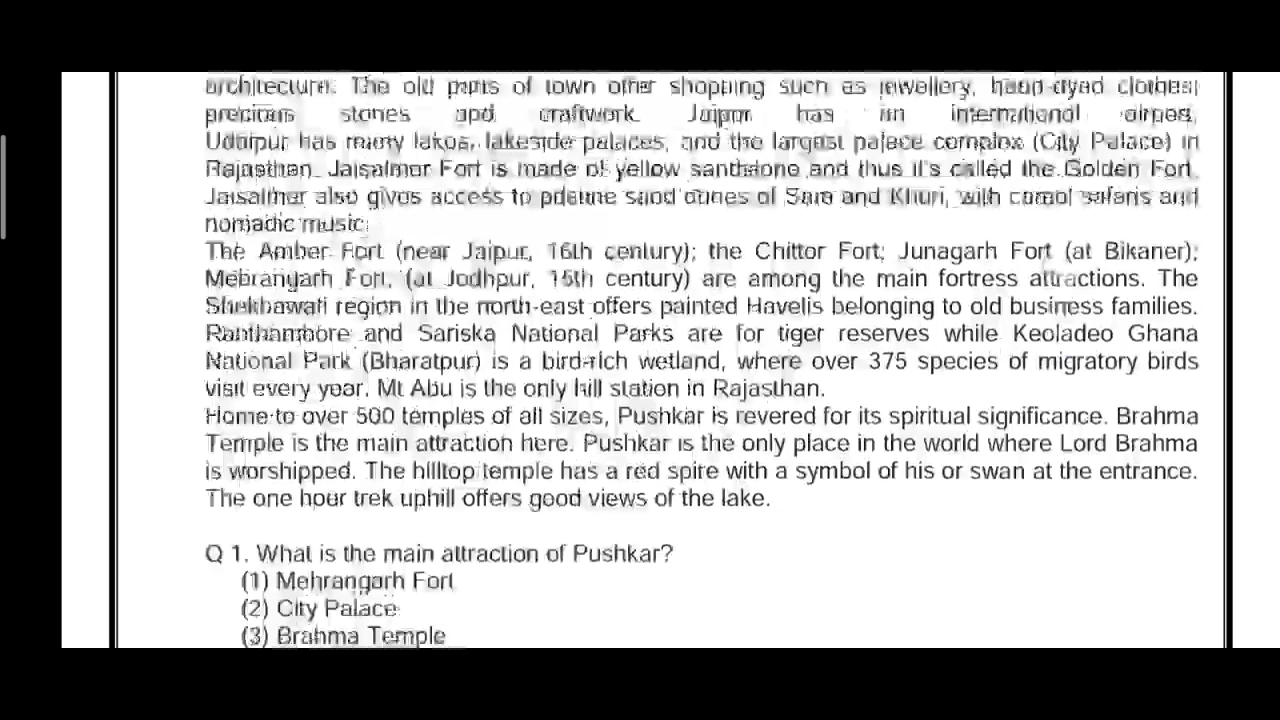 architecture. The old parts of town offer shopping such as jewellery, hand-dyed clothes,
precious stones and craftwork. Jaipur has an international airport.
Udaipur has many lakes, lakeside palaces, and the largest palace complex (City Palace) in
Rajasthan. Jaisalmer Fort is made of yellow sandstone and thus it's called the Golden Fort.
Jaisalmer also gives access to pristine sand dunes of Sam and Khuri, with camel safaris and
nomadic music.
The Amber Fort (near Jaipur, 16th century); the Chittor Fort; Junagarh Fort (at Bikaner);
Mehrangarh Fort, (at Jodhpur, 15th century) are among the main fortress attractions. The
Shekhawati region in the north-east offers painted Havelis belonging to old business families.
Ranthambore and Sariska National Parks are for tiger reserves while Keoladeo Ghana
National Park (Bharatpur) is a bird-rich wetland, where over 375 species of migratory birds
visit every year. Mt Abu is the only hill station in Rajasthan.
Home to over 500 temples of all sizes, Pushkar is revered for its spiritual significance. Brahma
Temple is the main attraction here. Pushkar is the only place in the world where Lord Brahma
is worshipped. The hilltop temple has a red spire with a symbol of his or swan at the entrance.
The one hour trek uphill offers good views of the lake.
Q 1. What is the main attraction of Pushkar?
(1) Mehrangarh Fort
(2) City Palace
(3) Brahma Temple